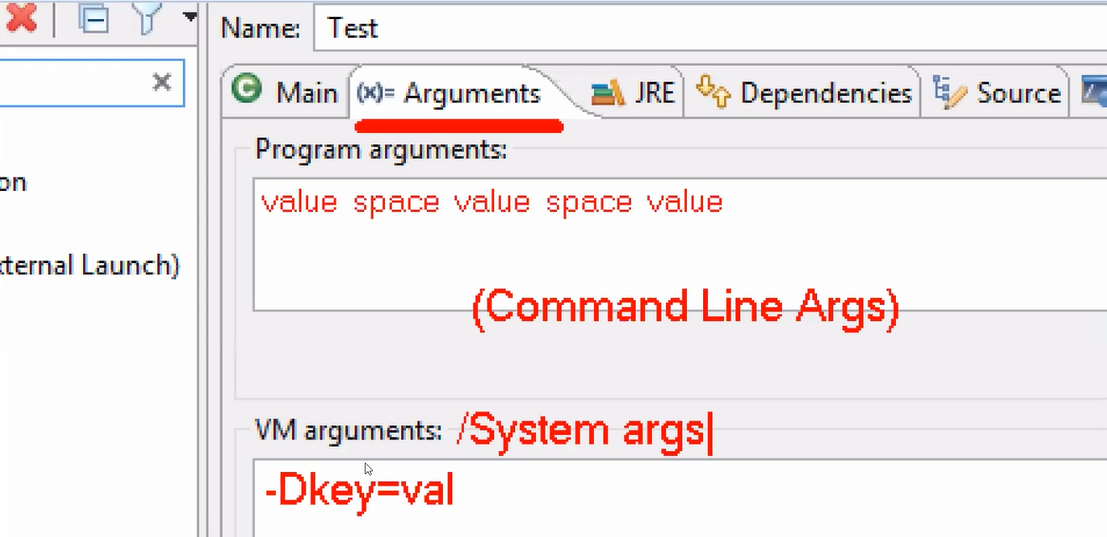 Name: Test
Main (x)= Arguments JRE Dependencies Source
Program arguments:
on
value space value space value
xternal Launch)
(Command Line Args)
VM arguments: /System args
-Dkey=val